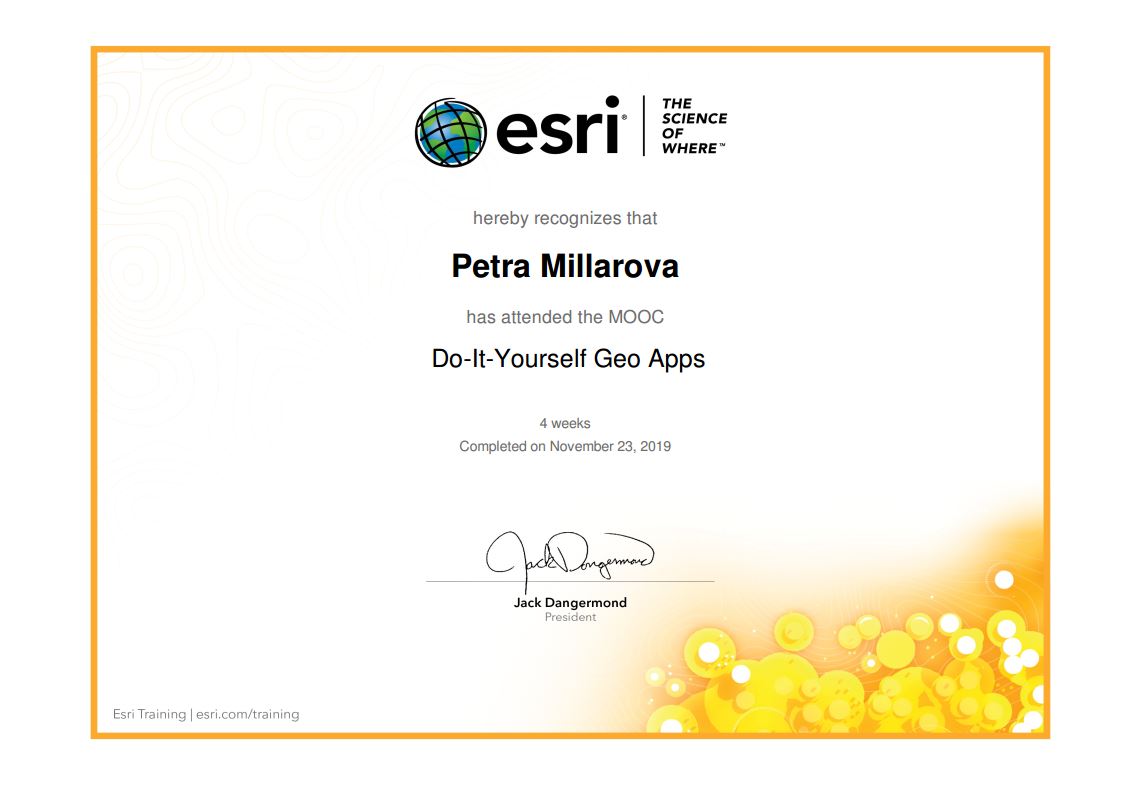 esri®
THE
SCIENCE
OF
WHERE™
hereby recognizes that
Petra Millarova
has attended the MOOC
Do-It-Yourself Geo Apps
4 weeks
Completed on November 23, 2019
Jack Dangermond
Jack Dangermond
President
Esri Training | esri.com/training